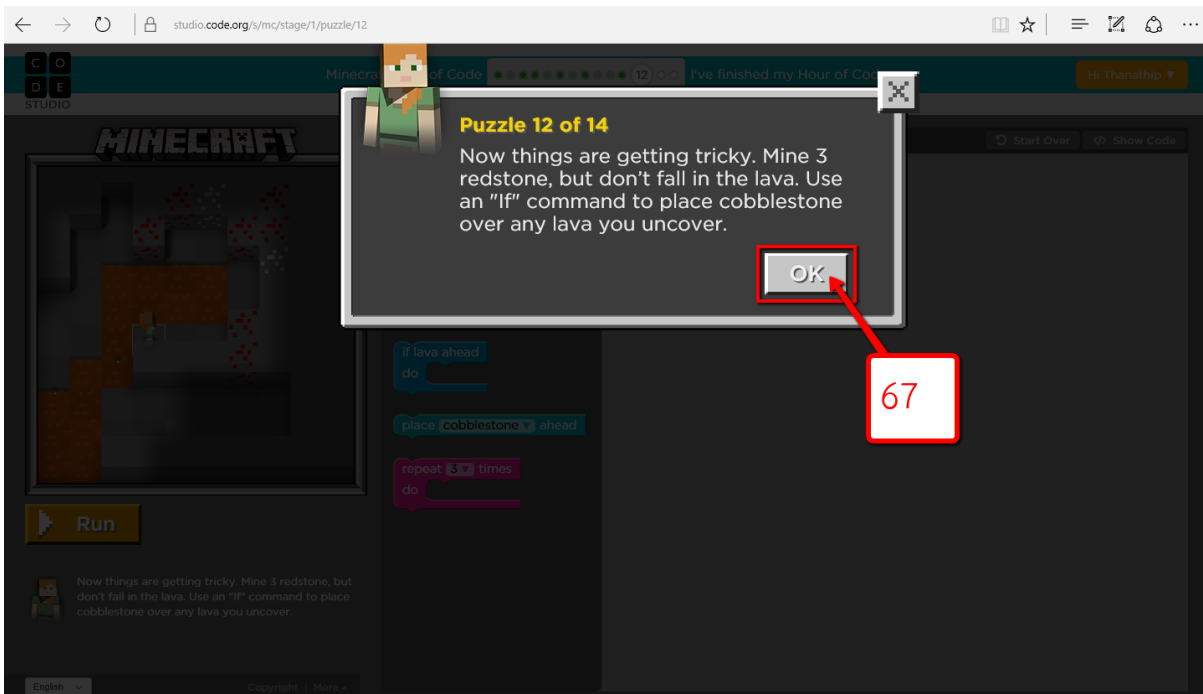 studio.code.org/s/mc/stage/1/puzzle/12
C O
D E
STUDIO
Minecra of Code 12 I've finished my Hour of Co
Hi Thanathip
MINECRAFT
Puzzle 12 of 14
Now things are getting tricky. Mine 3
redstone, but don't fall in the lava. Use
an "If" command to place cobblestone
over any lava you uncover.
OK
Start Over
Show Code
if lava ahead
do
67
place cobblestone ahead
repeat 3 times
do
Run
Now things are getting tricky. Mine 3 redstone, but
don't fall in the lava. Use an "If" command to place
cobblestone over any lava you uncover.
English
Copyright | More